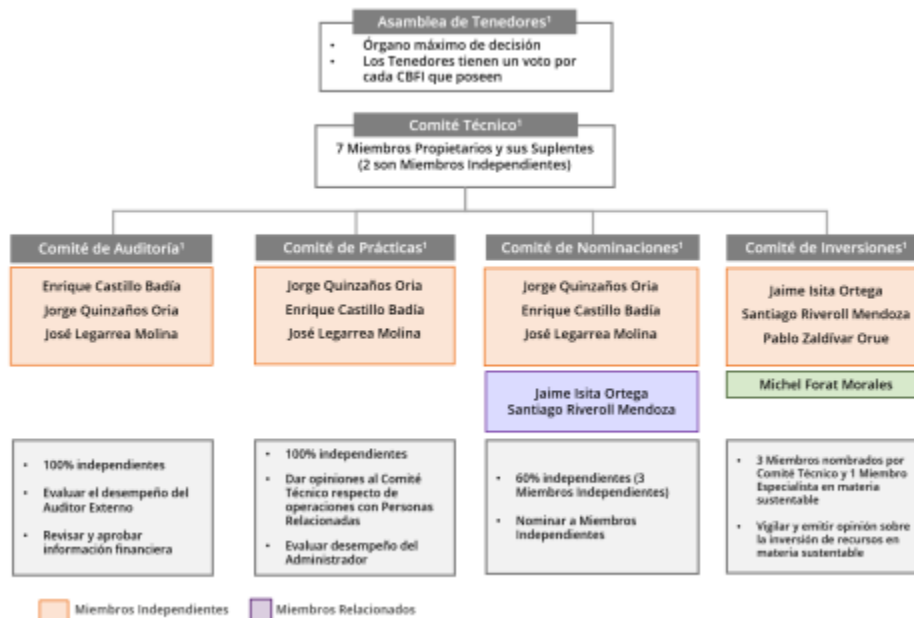 Asamblea de Tenedores¹
• Órgano máximo de decisión
• Los Tenedores tienen un voto por
cada CBFI que poseen
Comité Técnico¹
7 Miembros Propietarios y sus Suplentes
(2 son Miembros Independientes)
Comité de Auditoría¹
Enrique Castillo Badía
Jorge Quinzaños Oria
José Legarrea Molina
• 100% independientes
• Evaluar el desempeño del
Auditor Externo
• Revisar y aprobar
información financiera
Comité de Prácticas¹
Jorge Quinzaños Oria
Enrique Castillo Badía
José Legarrea Molina
• 100% independientes
• Dar opiniones al Comité
Técnico respecto de
operaciones con Personas
Relacionadas
• Evaluar desempeño del
Administrador
Comité de Nominaciones¹
Jorge Quinzaños Oria
Enrique Castillo Badía
José Legarrea Molina
Jaime Isita Ortega
Santiago Riveroll Mendoza
• 60% independientes (3
Miembros Independientes)
• Nominar a Miembros
Independientes
Comité de Inversiones¹
Jaime Isita Ortega
Santiago Riveroll Mendoza
Pablo Zaldívar Orue
Michel Forat Morales
• 3 Miembros nombrados por
Comité Técnico y 1 Miembro
Especialista en materia
sustentable
• Vigilar y emitir opinión sobre
la inversión de recursos en
materia sustentable
Miembros Independientes
Miembros Relacionados